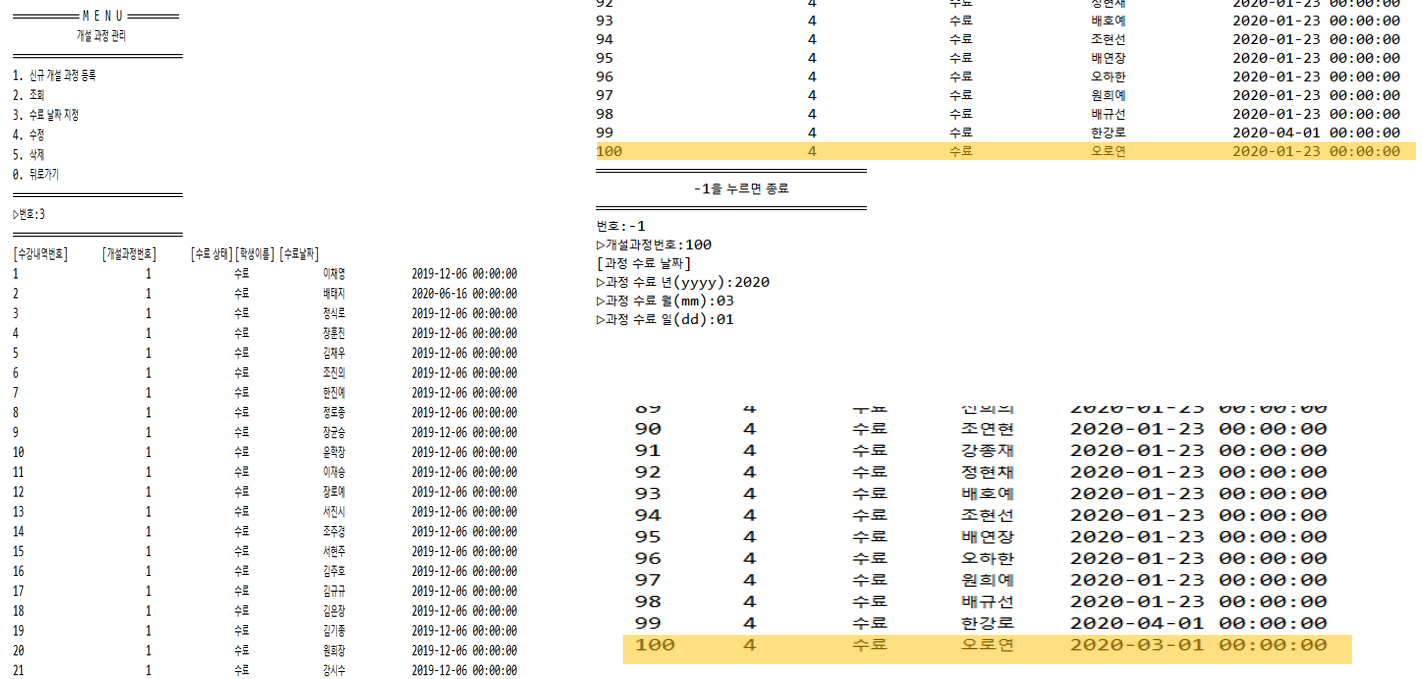 ════════ M E N U ════════
개설 과정 관리
1. 신규 개설 과정 등록
2. 조회
3. 수료 날짜 지정
4. 수정
5. 삭제
0. 뒤로가기
▷번호:3
[수강내역번호] [개설과정번호] [수료 상태][학생이름] [수료날짜]
1 1 수료 이재영 2019-12-06 00:00:00
2 1 수료 배태지 2020-06-16 00:00:00
3 1 수료 정식로 2019-12-06 00:00:00
4 1 수료 장훈진 2019-12-06 00:00:00
5 1 수료 김채우 2019-12-06 00:00:00
6 1 수료 조진의 2019-12-06 00:00:00
7 1 수료 한진예 2019-12-06 00:00:00
8 1 수료 정로종 2019-12-06 00:00:00
9 1 수료 장균승 2019-12-06 00:00:00
10 1 수료 윤학장 2019-12-06 00:00:00
11 1 수료 이재승 2019-12-06 00:00:00
12 1 수료 장로예 2019-12-06 00:00:00
13 1 수료 서진시 2019-12-06 00:00:00
14 1 수료 조주경 2019-12-06 00:00:00
15 1 수료 서현주 2019-12-06 00:00:00
16 1 수료 김주호 2019-12-06 00:00:00
17 1 수료 김규규 2019-12-06 00:00:00
18 1 수료 김은장 2019-12-06 00:00:00
19 1 수료 김기종 2019-12-06 00:00:00
20 1 수료 원희장 2019-12-06 00:00:00
21 1 수료 강시수 2019-12-06 00:00:00
92 4 수료 정현채 2020-01-23 00:00:00
93 4 수료 배호예 2020-01-23 00:00:00
94 4 수료 조현선 2020-01-23 00:00:00
95 4 수료 배연장 2020-01-23 00:00:00
96 4 수료 오하한 2020-01-23 00:00:00
97 4 수료 원희예 2020-01-23 00:00:00
98 4 수료 배규선 2020-01-23 00:00:00
99 4 수료 한강로 2020-04-01 00:00:00
100 4 수료 오로연 2020-01-23 00:00:00
-1을 누르면 종료
번호:-1
▷개설과정번호:100
[과정 수료 날짜]
▷과정 수료 년(yyyy):2020
▷과정 수료 월(mm):03
▷과정 수료 일(dd):01
89 4 수료 2020-01-23 00:00:00
90 4 수료 조연현 2020-01-23 00:00:00
91 4 수료 강종재 2020-01-23 00:00:00
92 4 수료 정현채 2020-01-23 00:00:00
93 4 수료 배호예 2020-01-23 00:00:00
94 4 수료 조현선 2020-01-23 00:00:00
95 4 수료 배연장 2020-01-23 00:00:00
96 4 수료 오하한 2020-01-23 00:00:00
97 4 수료 원희예 2020-01-23 00:00:00
98 4 수료 배규선 2020-01-23 00:00:00
99 4 수료 한강로 2020-04-01 00:00:00
100 4 수료 오로연 2020-03-01 00:00:00